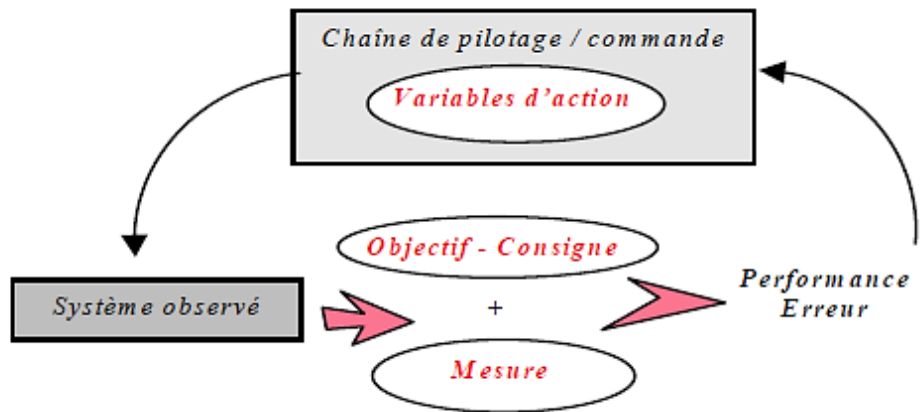 Chaîne de pilotage / commande
Variables d'action
Objectif - Consigne
Système observé
+
Performance
Erreur
Mesure